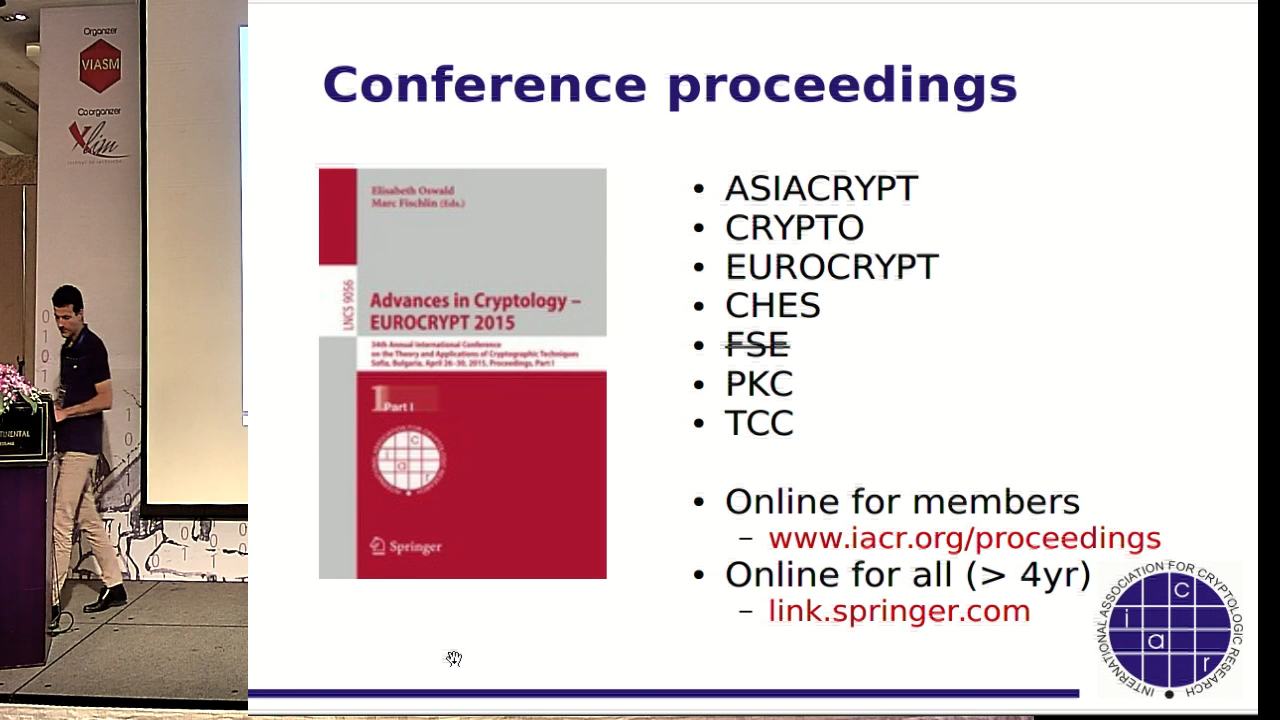 Organizer
VIASM
Co organizer
Xlim
Conference proceedings
Elisabeth Oswald
Marc Fischlin (Eds.)
LNCS 9056
Advances in Cryptology –
EUROCRYPT 2015
34th Annual International Conference
on the Theory and Applications of Cryptographic Techniques
Sofia, Bulgaria, April 26–30, 2015, Proceedings, Part I
1 Part I
Springer
• ASIACRYPT
• CRYPTO
• EUROCRYPT
• CHES
• FSE
• PKC
• TCC
• Online for members
– www.iacr.org/proceedings
• Online for all (> 4yr)
– link.springer.com
INTERNATIONAL ASSOCIATION FOR CRYPTOLOGIC RESEARCH
i a c r